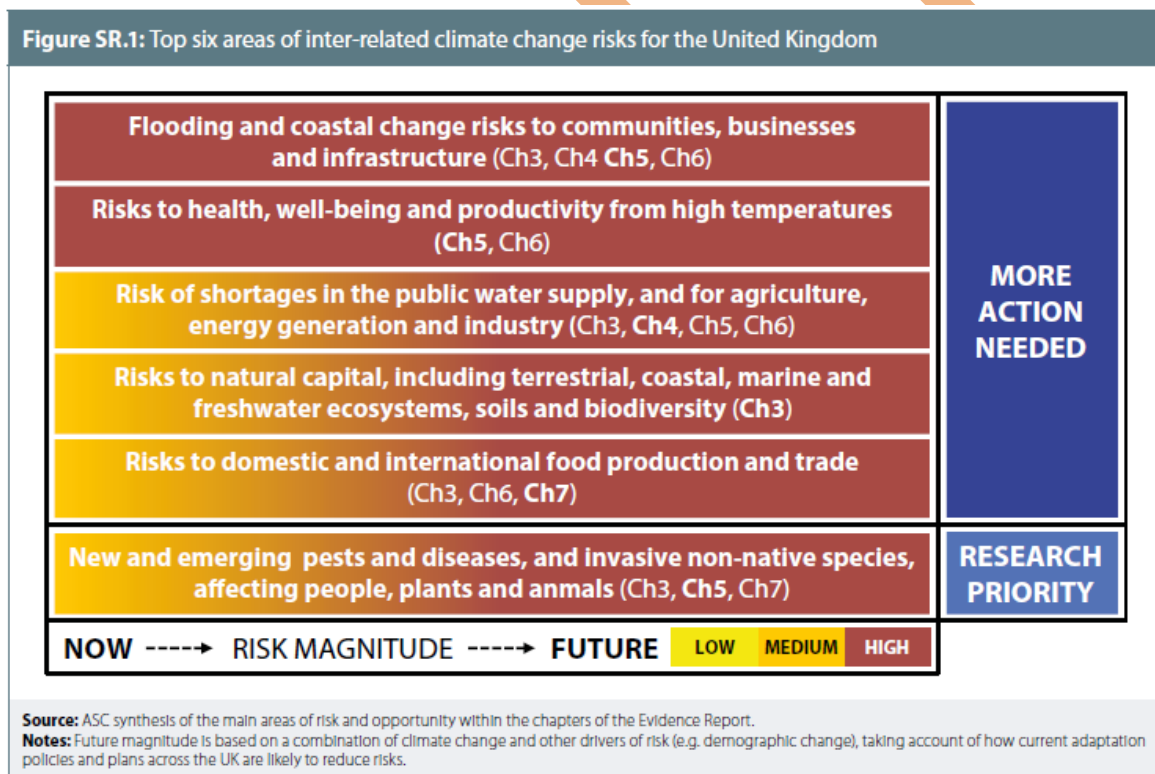 Figure SR.1: Top six areas of inter-related climate change risks for the United Kingdom
Flooding and coastal change risks to communities, businesses
and infrastructure (Ch3, Ch4 Ch5, Ch6)
Risks to health, well-being and productivity from high temperatures
(Ch5, Ch6)
Risk of shortages in the public water supply, and for agriculture,
energy generation and industry (Ch3, Ch4, Ch5, Ch6)
Risks to natural capital, including terrestrial, coastal, marine and
freshwater ecosystems, soils and biodiversity (Ch3)
Risks to domestic and international food production and trade
(Ch3, Ch6, Ch7)
MORE
ACTION
NEEDED
New and emerging pests and diseases, and invasive non-native species,
affecting people, plants and anmals (Ch3, Ch5, Ch7)
RESEARCH
PRIORITY
NOW ----→ RISK MAGNITUDE ----→ FUTURE LOW MEDIUM HIGH
Source: ASC synthesis of the main areas of risk and opportunity within the chapters of the Evidence Report.
Notes: Future magnitude is based on a combination of climate change and other drivers of risk (e.g. demographic change), taking account of how current adaptation
policies and plans across the UK are likely to reduce risks.